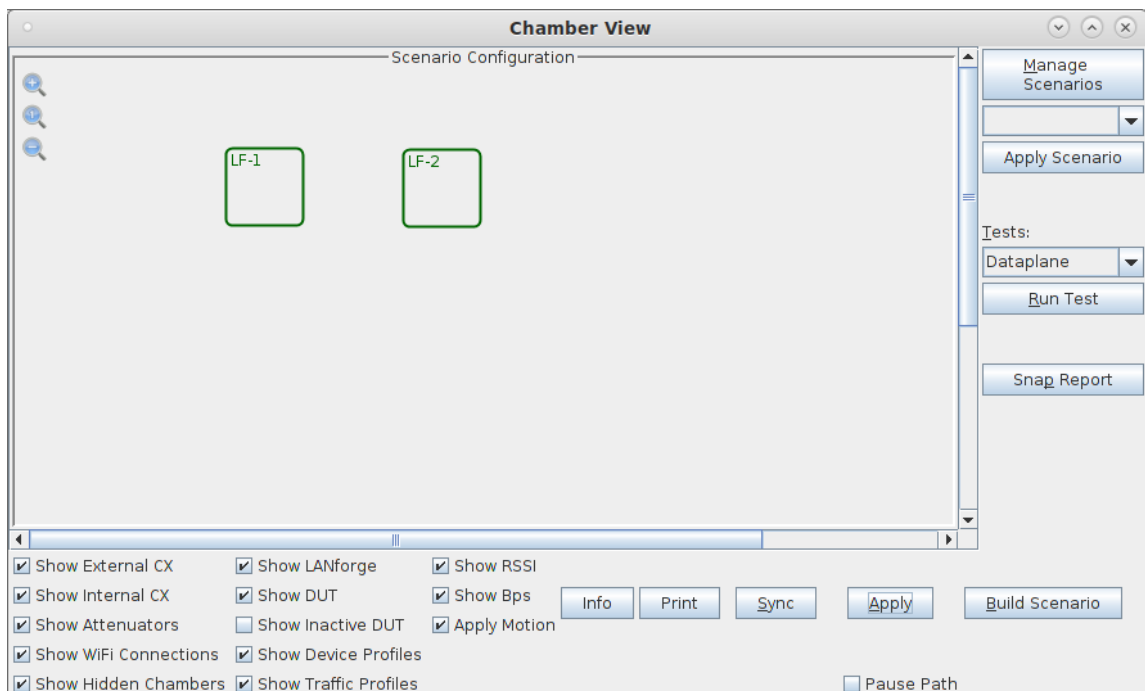 Chamber View
Scenario Configuration
Manage
Scenarios
LF-1
LF-2
Apply Scenario
Tests:
Dataplane
Run Test
Snap Report
Show External CX
Show LANforge
Show RSSI
Show Internal CX
Show DUT
Show Bps
Info
Print
Sync
Apply
Build Scenario
Show Attenuators
Show Inactive DUT
Apply Motion
Show WiFi Connections
Show Device Profiles
Show Hidden Chambers
Show Traffic Profiles
Pause Path